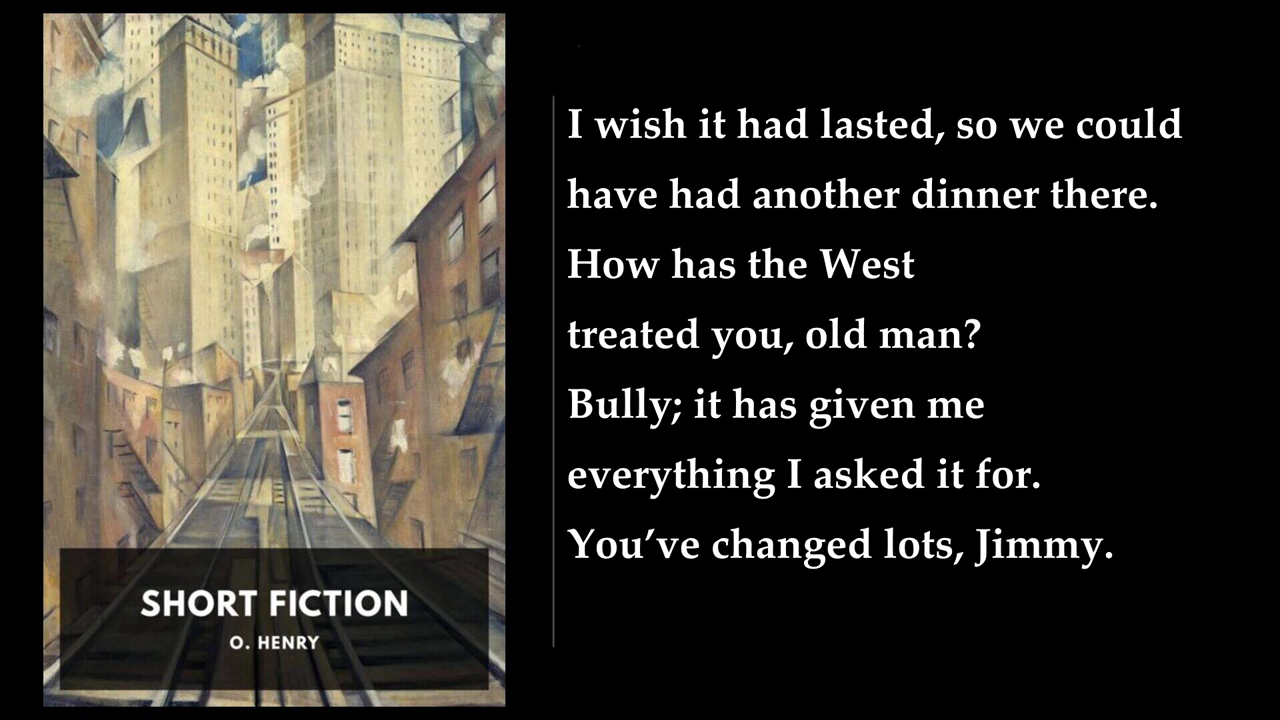 SHORT FICTION
O. HENRY
I wish it had lasted, so we could
have had another dinner there.
How has the West
treated you, old man?
Bully; it has given me
everything I asked it for.
You’ve changed lots, Jimmy.